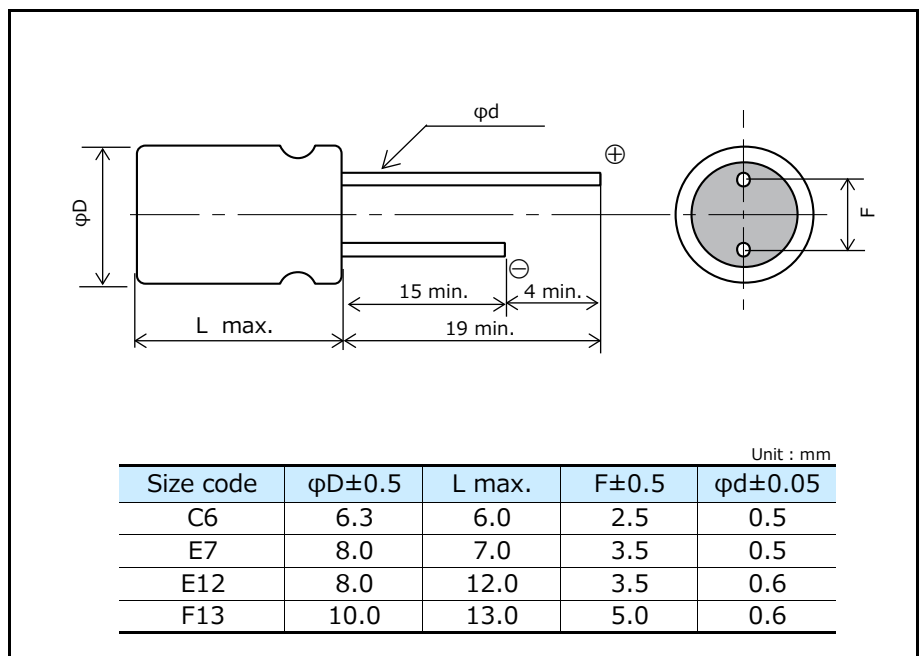 φd
⊕
φD
F
⊖
15 min.
4 min.
L max.
19 min.
Unit : mm
Size code φD±0.5 L max. F±0.5 φd±0.05
C6 6.3 6.0 2.5 0.5
E7 8.0 7.0 3.5 0.5
E12 8.0 12.0 3.5 0.6
F13 10.0 13.0 5.0 0.6